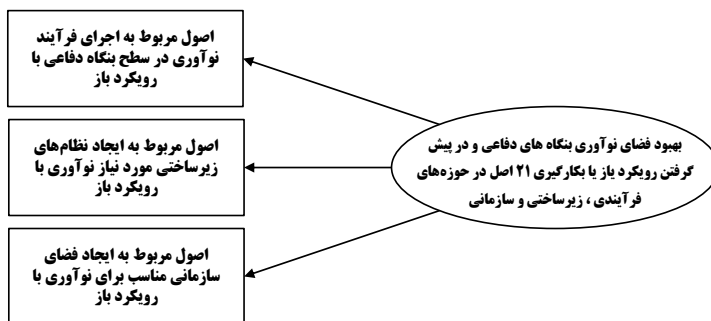 اصول مربوط به اجرای فرآیند
نوآوری در سطح بنگاه دفاعی با
رویکرد باز
اصول مربوط به ایجاد نظام‌های
زیرساختی مورد نیاز نوآوری با
رویکرد باز
اصول مربوط به ایجاد فضای
سازمانی مناسب برای نوآوری با
رویکرد باز
بهبود فضای نوآوری بنگاه های دفاعی و در پیش
گرفتن رویکرد باز با بکارگیری ۲۱ اصل در حوزه‌های
فرآیندی ، زیرساختی و سازمانی